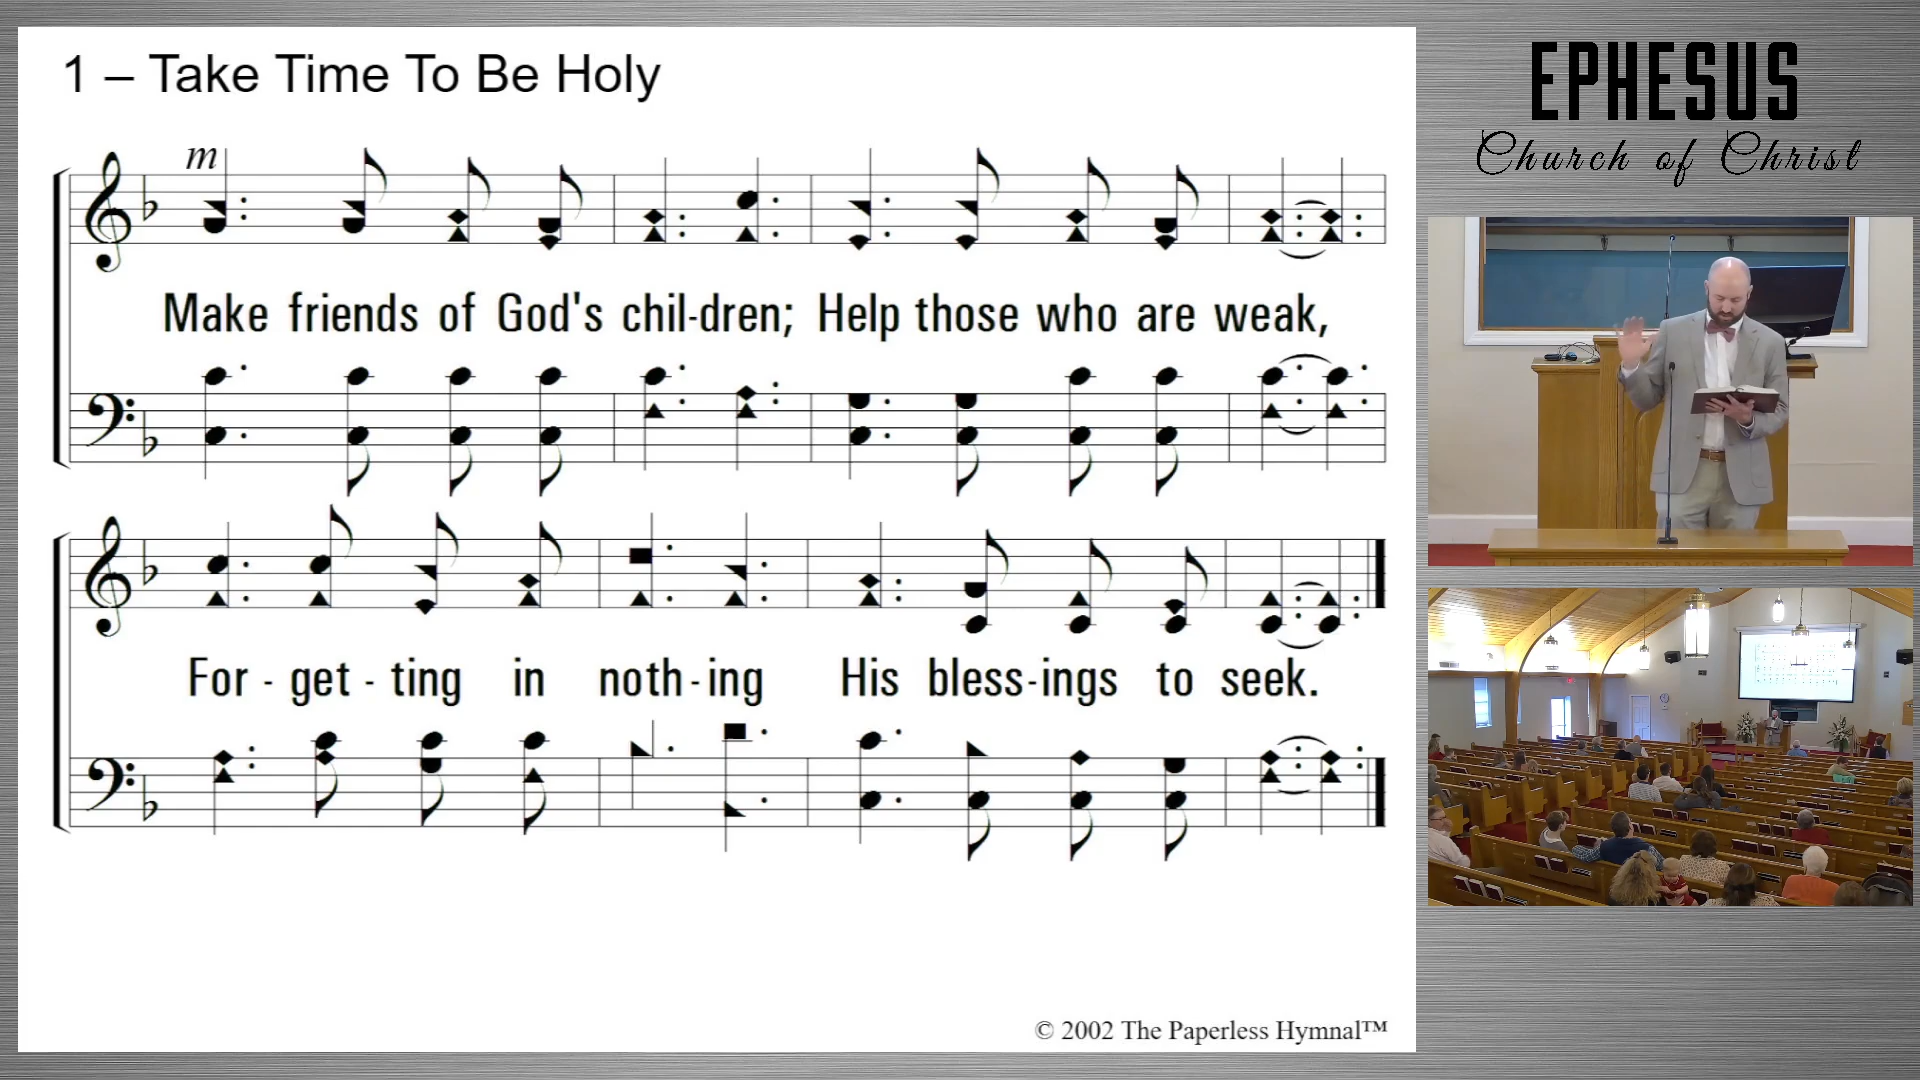 1 – Take Time To Be Holy
m
Make friends of God's chil-dren; Help those who are weak,
For - get - ting in noth - ing His bless-ings to seek.
© 2002 The Paperless Hymnal™
EPHESUS
Church of Christ